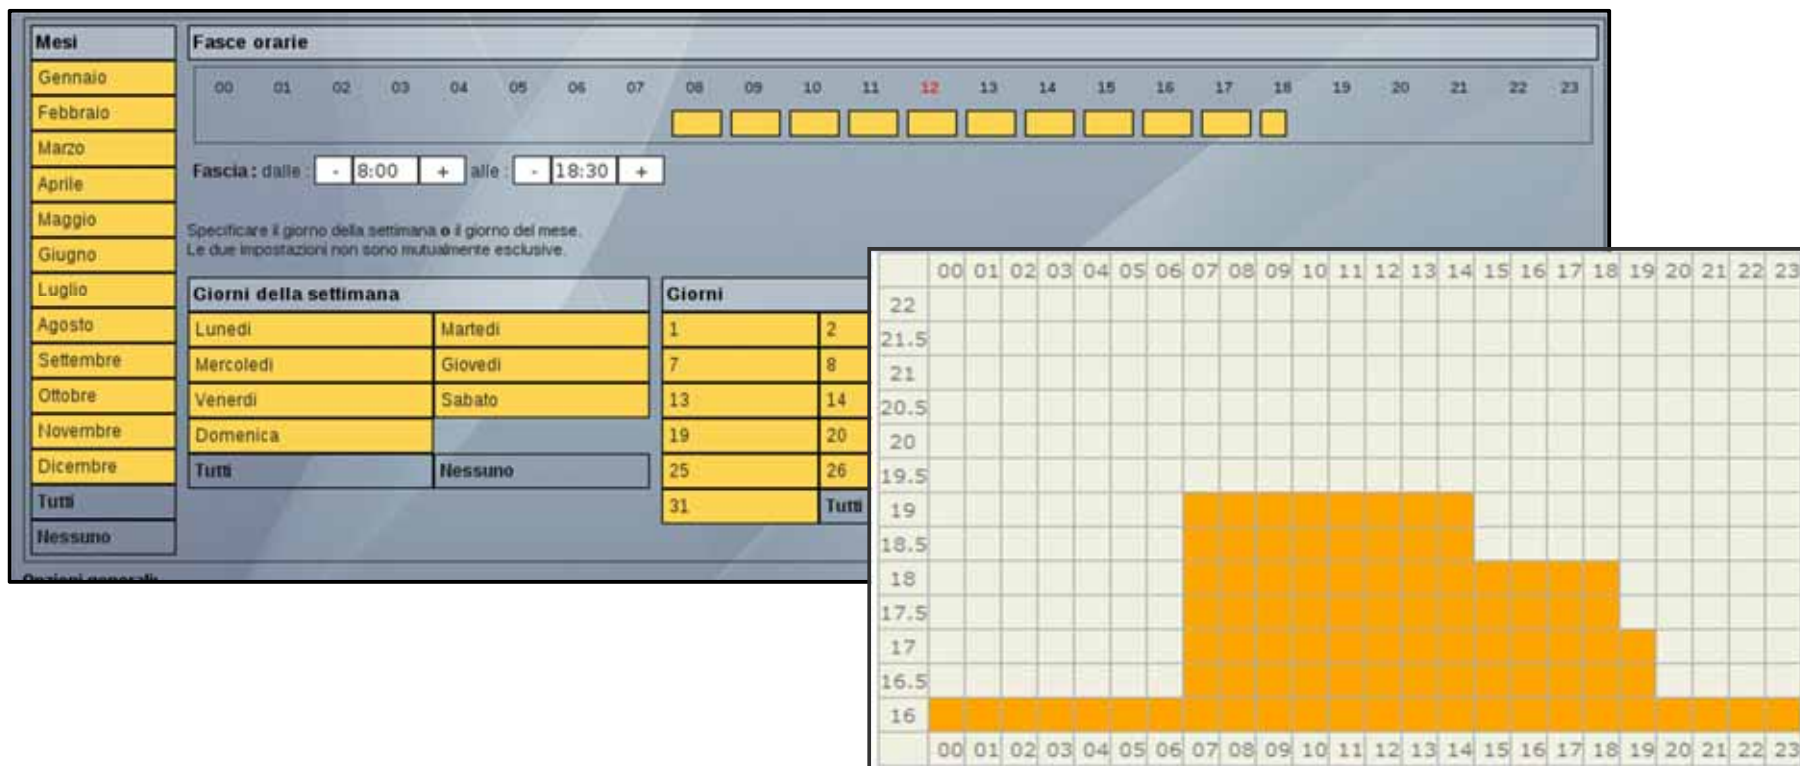 Mesi
Gennaio
Febbraio
Marzo
Aprile
Maggio
Giugno
Luglio
Agosto
Settembre
Ottobre
Novembre
Dicembre
Tutti
Nessuno
Fasce orarie
00 01 02 03 04 05 06 07 08 09 10 11 12 13 14 15 16 17 18 19 20 21 22 23
Fascia: dalle : - 8:00 + alle : - 18:30 +
Specificare il giorno della settimana o il giorno del mese.
Le due impostazioni non sono mutualmente esclusive.
Giorni della settimana
Lunedì Martedì
Mercoledì Giovedì
Venerdì Sabato
Domenica
Tutti Nessuno
Giorni
1 2
7 8
13 14
19 20
25 26
31 Tutti
Opzioni generali:
00 01 02 03 04 05 06 07 08 09 10 11 12 13 14 15 16 17 18 19 20 21 22 23
22
21.5
21
20.5
20
19.5
19
18.5
18
17.5
17
16.5
16
00 01 02 03 04 05 06 07 08 09 10 11 12 13 14 15 16 17 18 19 20 21 22 23